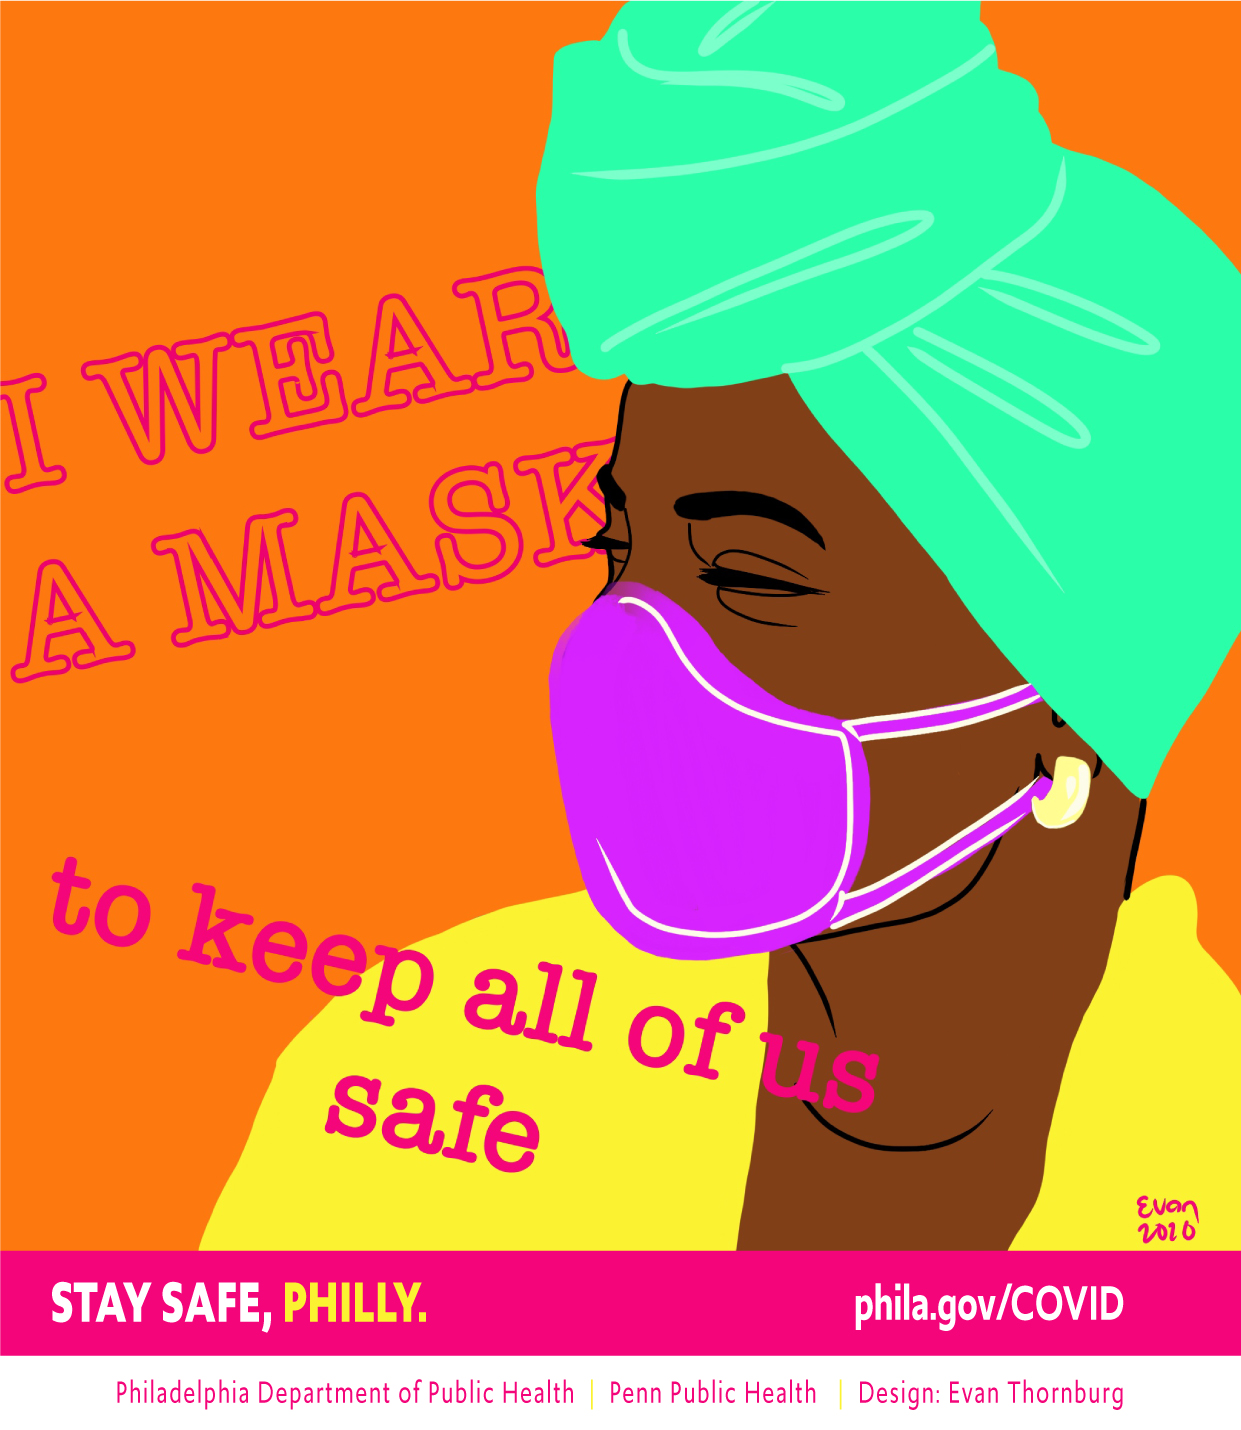 I WEAR
A MASK
to keep all of us
safe
Evan
2020
STAY SAFE, PHILLY.
phila.gov/COVID
Philadelphia Department of Public Health | Penn Public Health | Design: Evan Thornburg